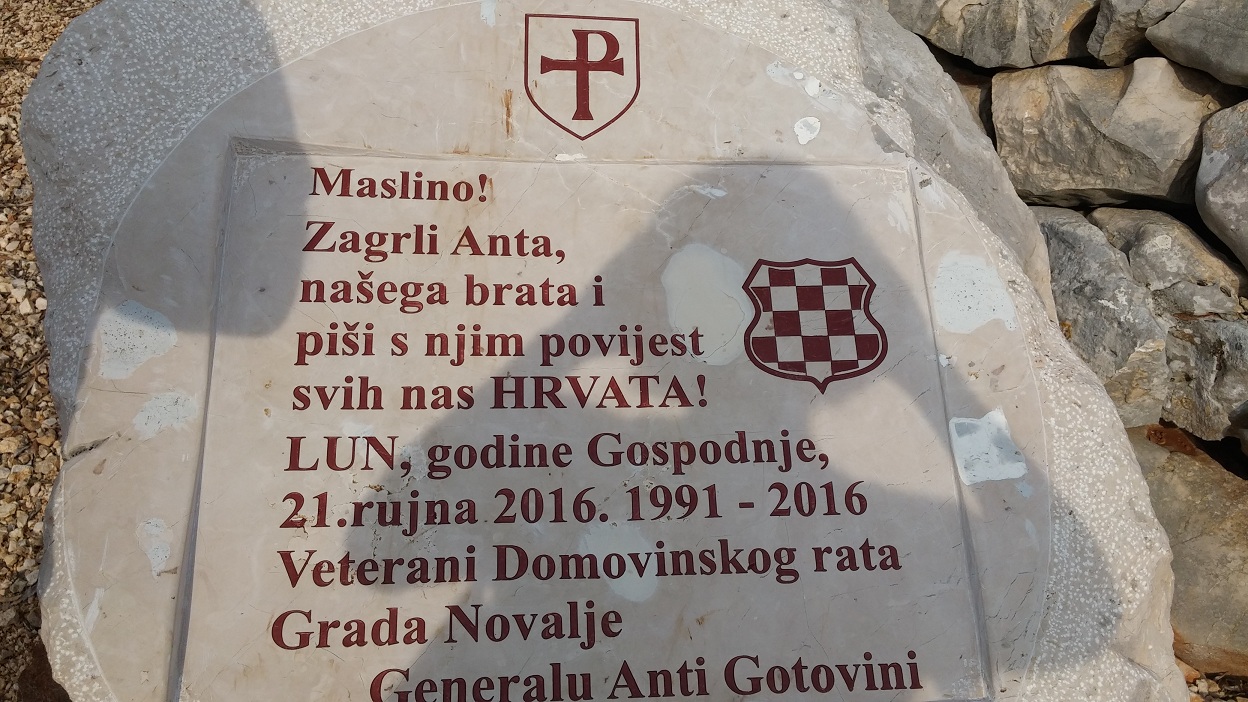 Maslino!
Zagrli Anta,
našega brata i
piši s njim povijest
svih nas HRVATA!
LUN, godine Gospodnje,
21.rujna 2016. 1991 - 2016
Veterani Domovinskog rata
Grada Novalje
Generalu Anti Gotovini